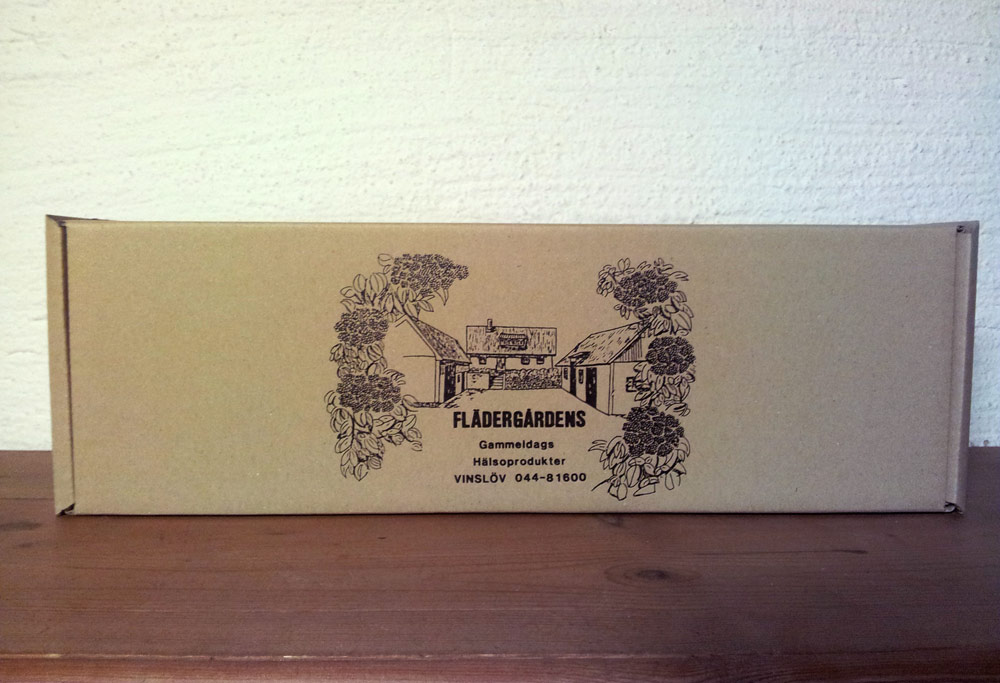 FLÄDERGÅRDENS
Gammeldags
Hälsoprodukter
VINSLÖV 044-81600